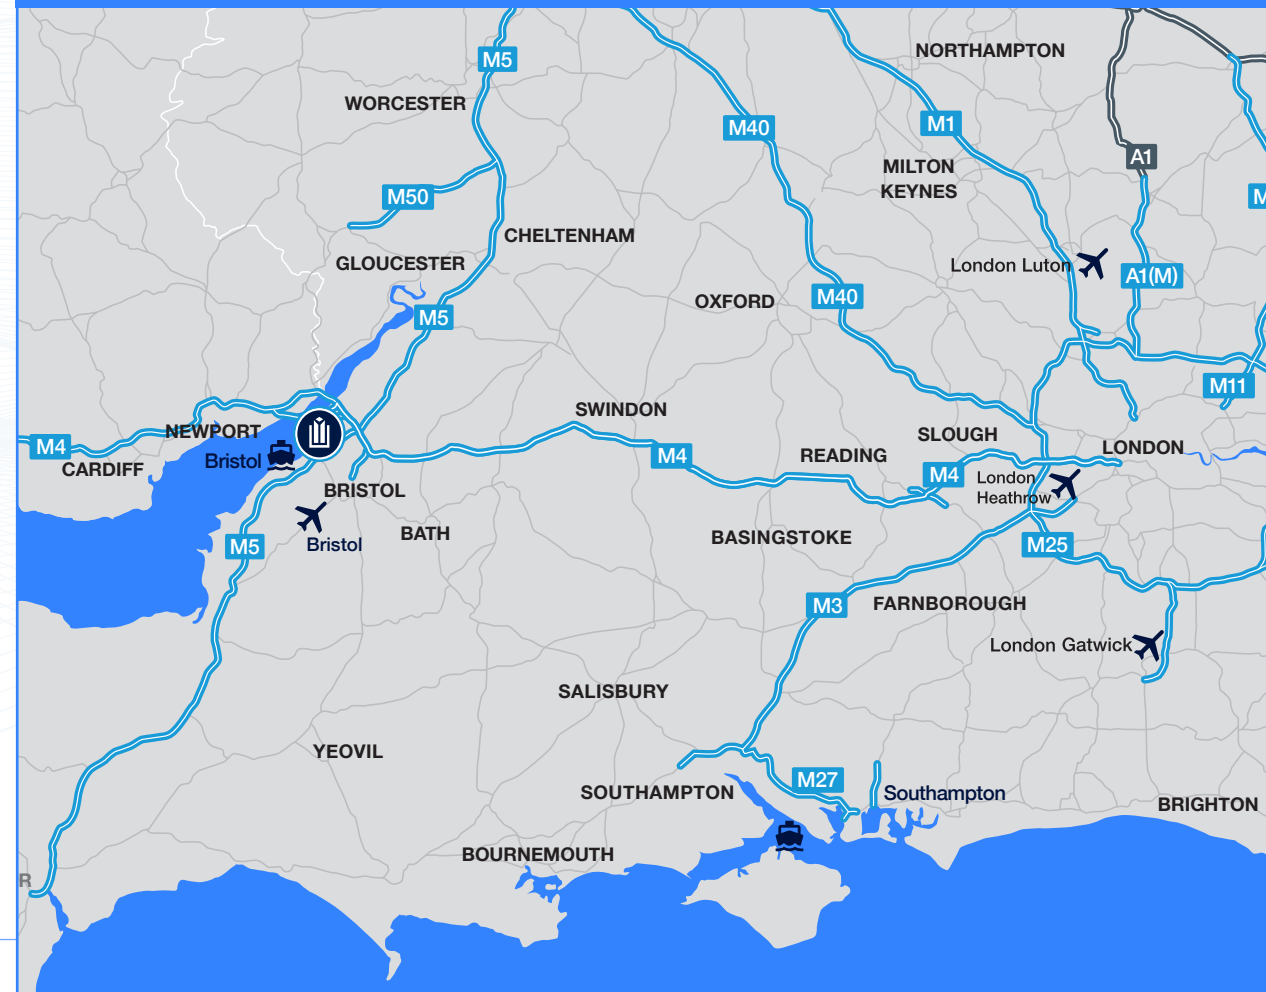 NORTHAMPTON
M5
WORCESTER
M40
M1
A1
MILTON
KEYNES
M50
M
CHELTENHAM
GLOUCESTER
London Luton
A1(M)
OXFORD
M40
M5
M11
SWINDON
NEWPORT
SLOUGH
M4
CARDIFF
Bristol
M4
READING
M4
LONDON
London
Heathrow
BRISTOL
BATH
BASINGSTOKE
M5
Bristol
M25
M3
FARNBOROUGH
London Gatwick
SALISBURY
YEOVIL
M27
SOUTHAMPTON
Southampton
BRIGHTON
BOURNEMOUTH
R